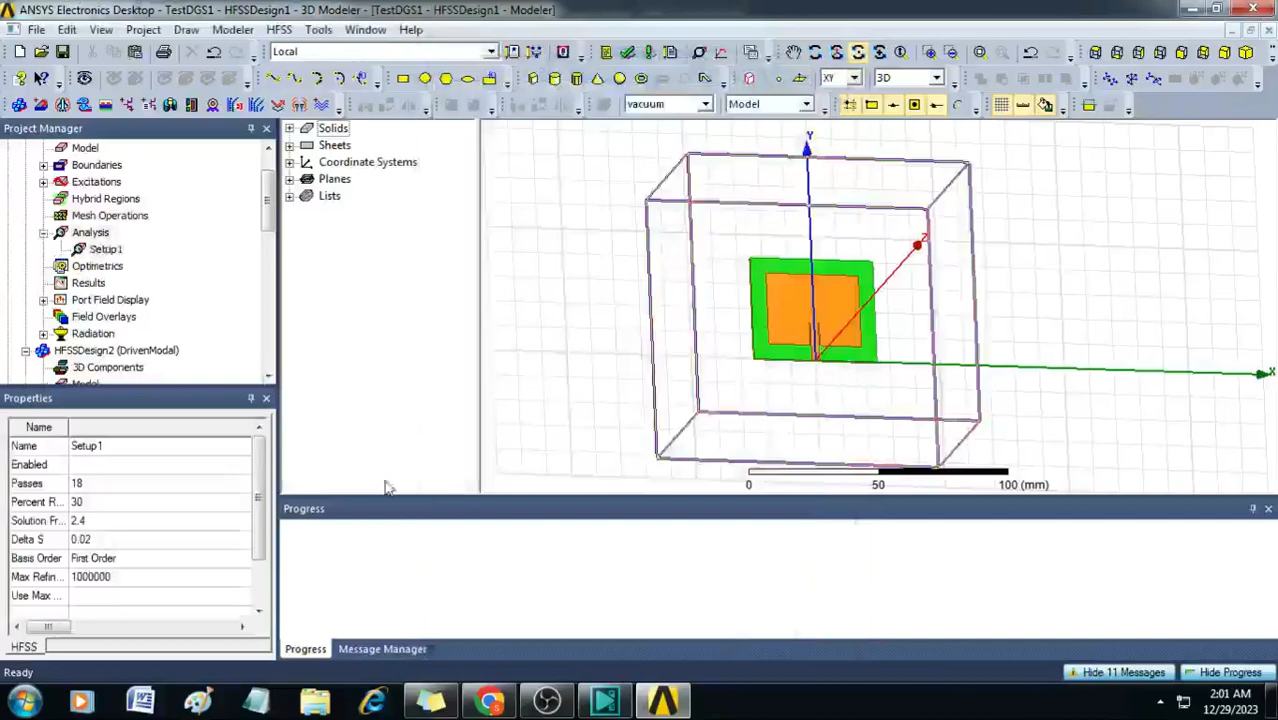 ANSYS Electronics Desktop - TestDGS1 - HFSSDesign1 - 3D Modeler - [TestDGS1 - HFSSDesign1 - Modeler]
File Edit View Project Draw Modeler HFSS Tools Window Help
Local
XY 3D
vacuum Model
Project Manager
Model
Boundaries
Excitations
Hybrid Regions
Mesh Operations
Analysis
Setup1
Optimetrics
Results
Port Field Display
Field Overlays
Radiation
HFSSDesign2 (DrivenModal)
3D Components
Model
Properties
Name
Name Setup1
Enabled
Passes 18
Percent R... 30
Solution Fr... 2.4
Delta S 0.02
Basis Order First Order
Max Refin... 1000000
Use Max ...
HFSS
Solids
Sheets
Coordinate Systems
Planes
Lists
Y
Z
X
0 50 100 (mm)
Progress
Progress Message Manager
Ready
Hide 11 Messages Hide Progress
2:01 AM
12/29/2023